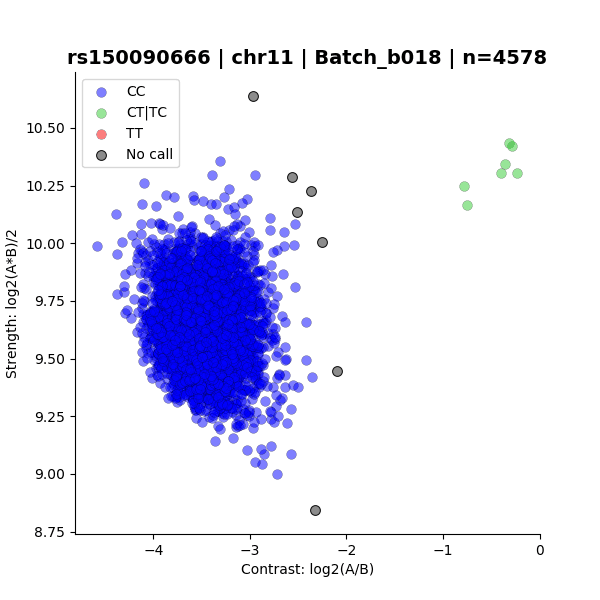 rs150090666 | chr11 | Batch_b018 | n=4578
CC
CT|TC
TT
No call
10.50
10.25
10.00
9.75
9.50
9.25
9.00
8.75
Strength: log2(A*B)/2
−4
−3
−2
−1
0
Contrast: log2(A/B)